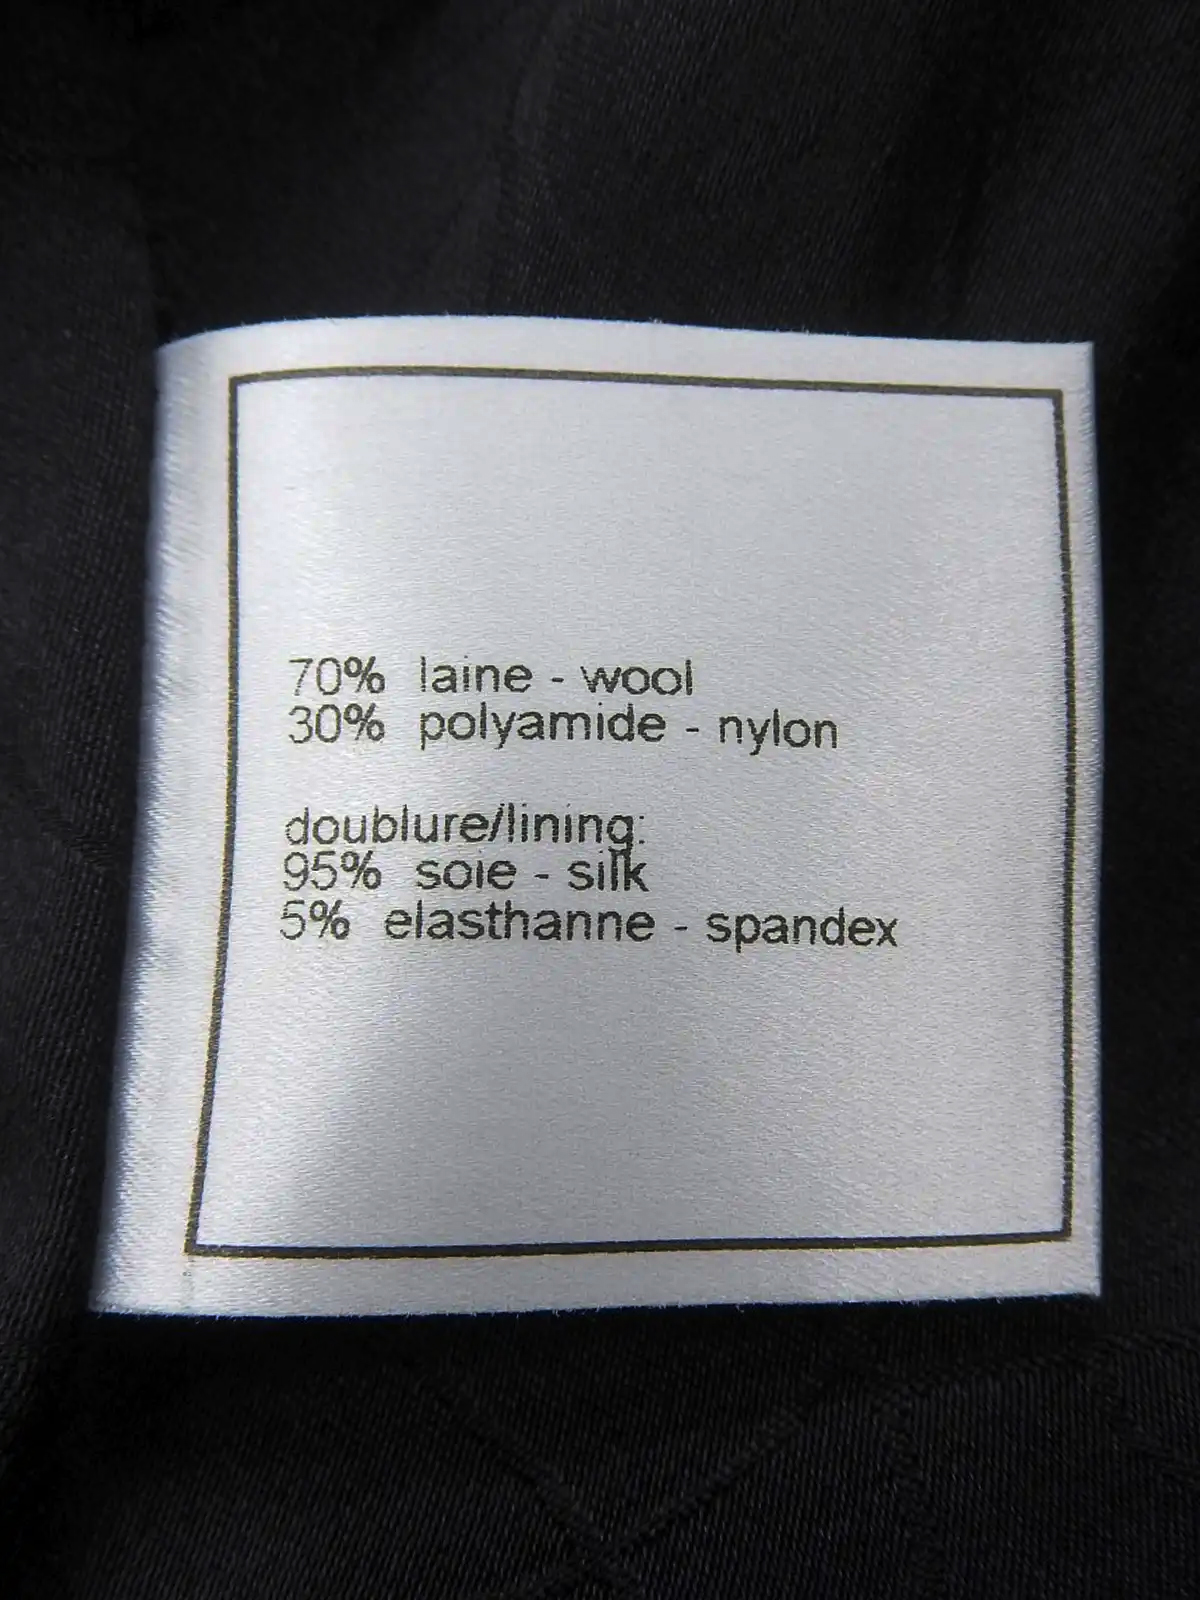 70% laine - wool
30% polyamide - nylon
doublure/lining:
95% soie - silk
5% elasthanne - spandex